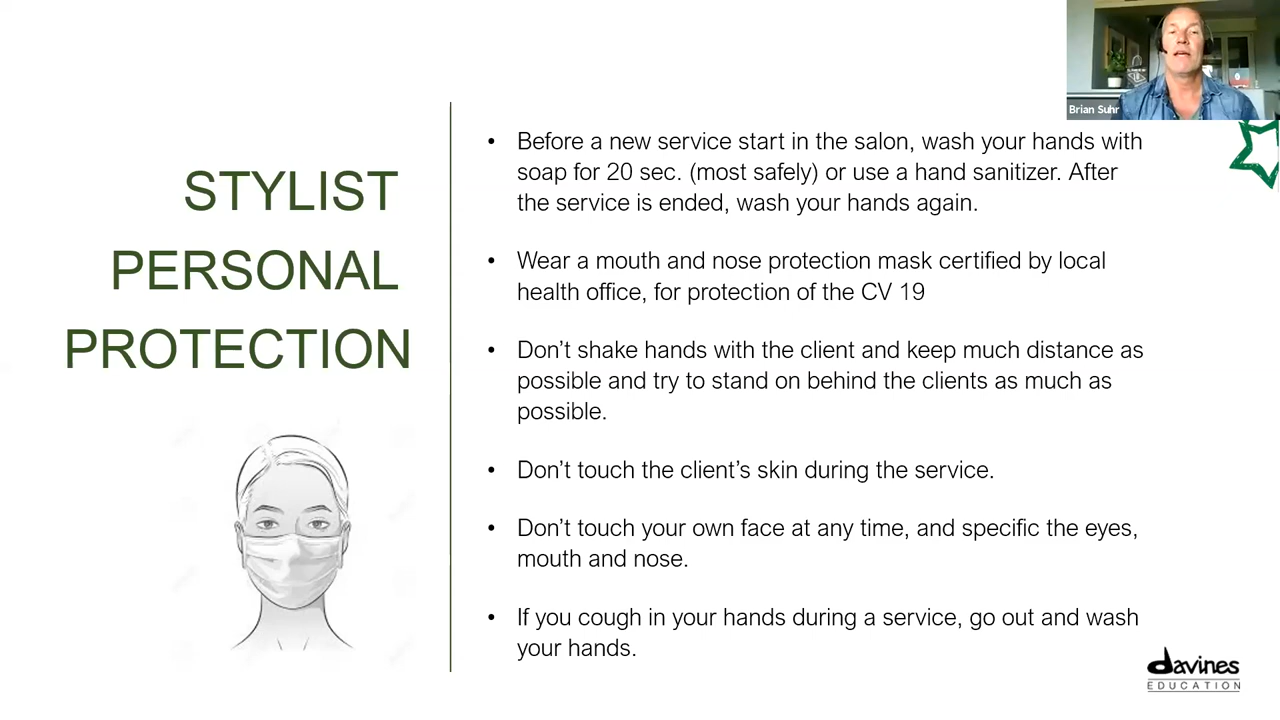 Brian Suhr
STYLIST
PERSONAL
PROTECTION
• Before a new service start in the salon, wash your hands with
soap for 20 sec. (most safely) or use a hand sanitizer. After
the service is ended, wash your hands again.
• Wear a mouth and nose protection mask certified by local
health office, for protection of the CV 19
• Don’t shake hands with the client and keep much distance as
possible and try to stand on behind the clients as much as
possible.
• Don’t touch the client’s skin during the service.
• Don’t touch your own face at any time, and specific the eyes,
mouth and nose.
• If you cough in your hands during a service, go out and wash
your hands.
davines
EDUCATION